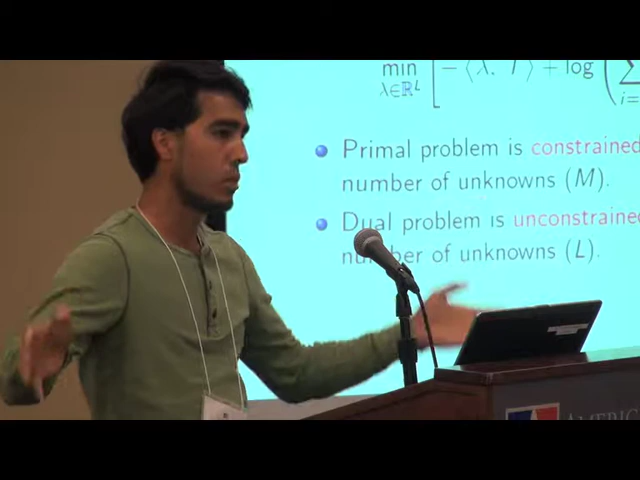 min [ − ⟨λ, T⟩ + log ( ∑
λ∈ℝᴸ i=
Primal problem is constrained
number of unknowns (M).
Dual problem is unconstrained
number of unknowns (L).
AMERIC